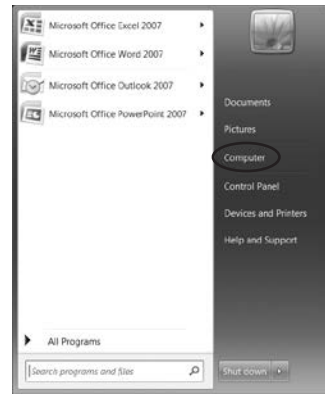 Microsoft Office Excel 2007
Microsoft Office Word 2007
Microsoft Office Outlook 2007
Microsoft Office PowerPoint 2007
All Programs
Search programs and files
Documents
Pictures
Computer
Control Panel
Devices and Printers
Help and Support
Shut down